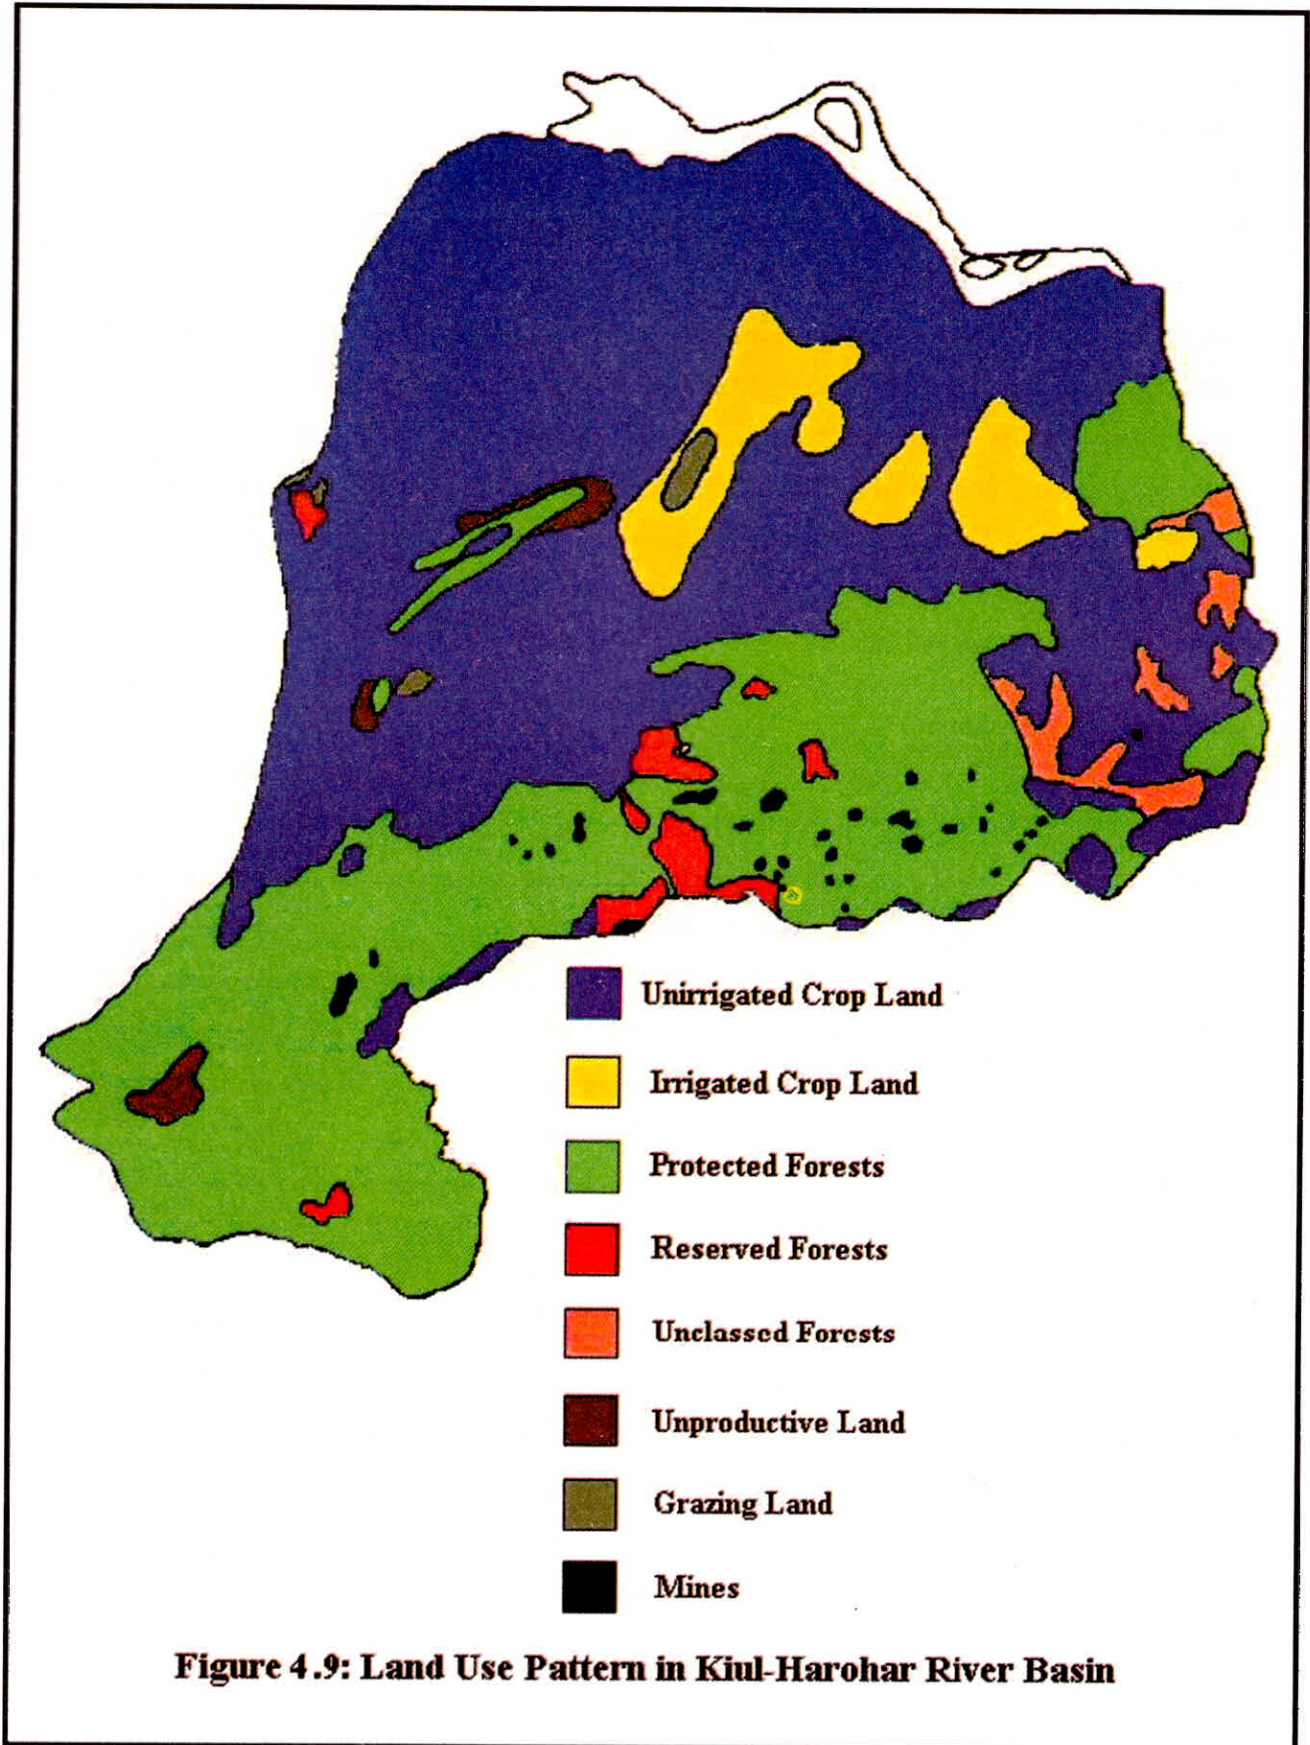 Unirrigated Crop Land
Irrigated Crop Land
Protected Forests
Reserved Forests
Unclassed Forests
Unproductive Land
Grazing Land
Mines
Figure 4.9: Land Use Pattern in Kiul-Harohar River Basin